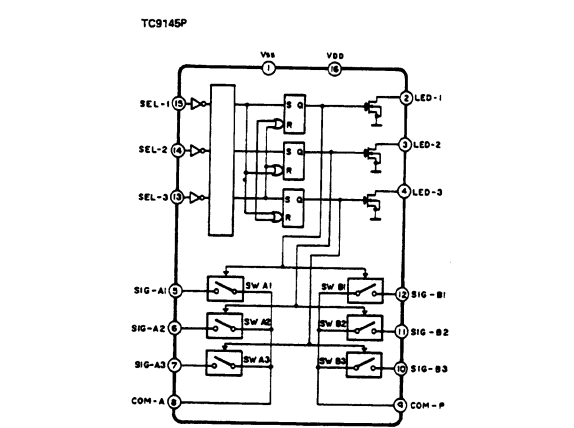 TC9145P
VSS VDD
1 16
SEL-1 15 S Q R 2 LED-1
SEL-2 14 S Q R 3 LED-2
SEL-3 13 S Q R 4 LED-3
SIG-A1 5 SW A1 SW B1 12 SIG-B1
SIG-A2 6 SW A2 SW B2 11 SIG-B2
SIG-A3 7 SW A3 SW B3 10 SIG-B3
COM-A 8 9 COM-P